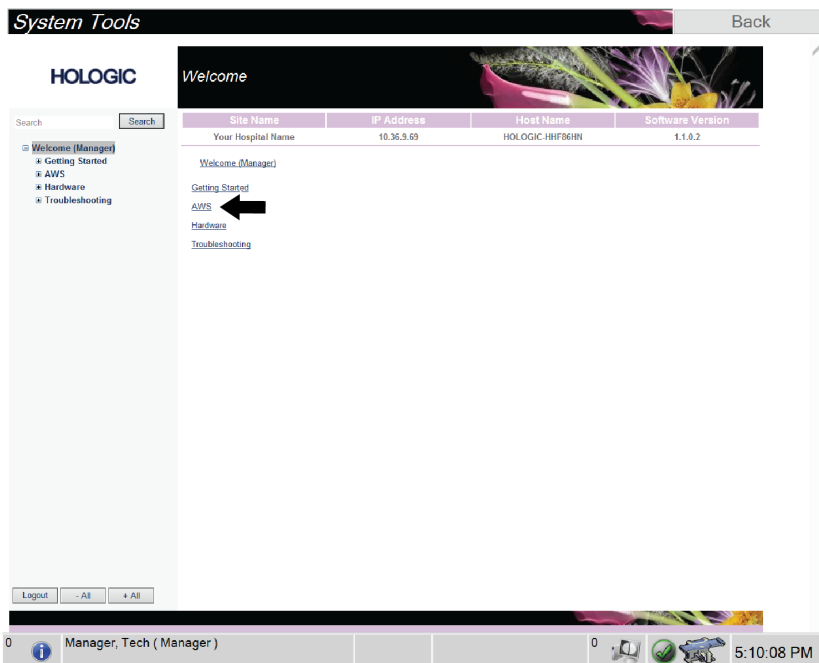 System Tools
Back
HOLOGIC
Welcome
Search Search
Site Name IP Address Host Name Software Version
Your Hospital Name 10.36.9.69 HOLOGIC-HHF86HN 1.1.0.2
Welcome (Manager)
Getting Started
AWS
Hardware
Troubleshooting
Welcome (Manager)
Getting Started
AWS
Hardware
Troubleshooting
Logout - All + All
0 i Manager, Tech ( Manager ) 0 5:10:08 PM